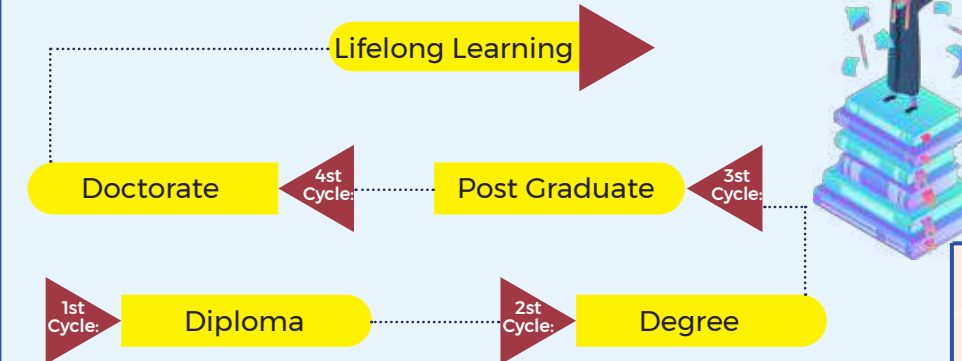 Lifelong Learning
Doctorate
4st
Cycle:
Post Graduate
3st
Cycle:
1st
Cycle:
Diploma
2st
Cycle:
Degree